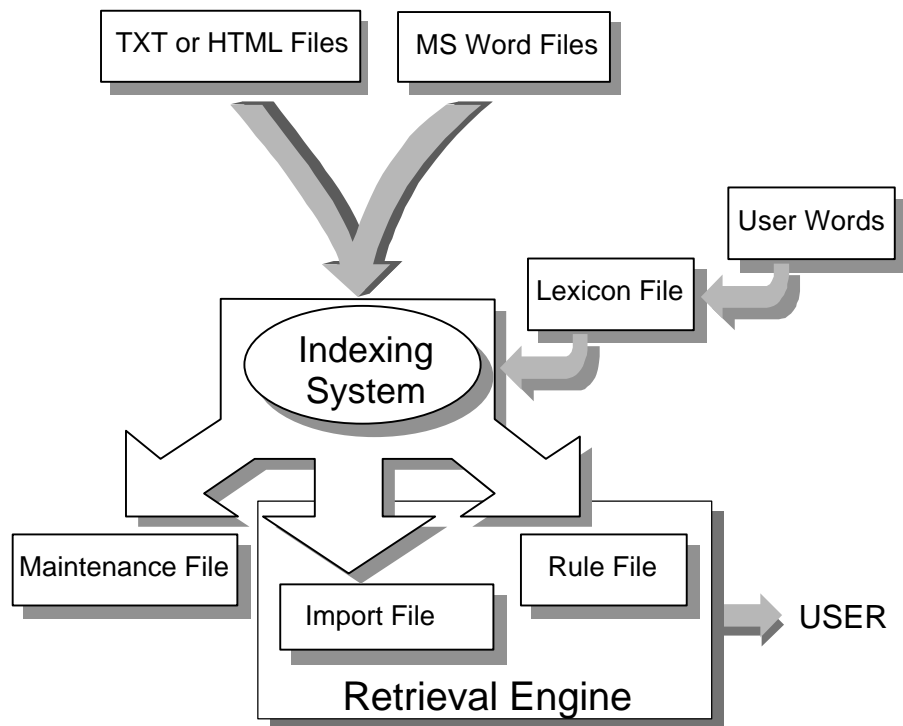 TXT or HTML Files
MS Word Files
User Words
Lexicon File
Indexing
System
Maintenance File
Rule File
Import File
USER
Retrieval Engine